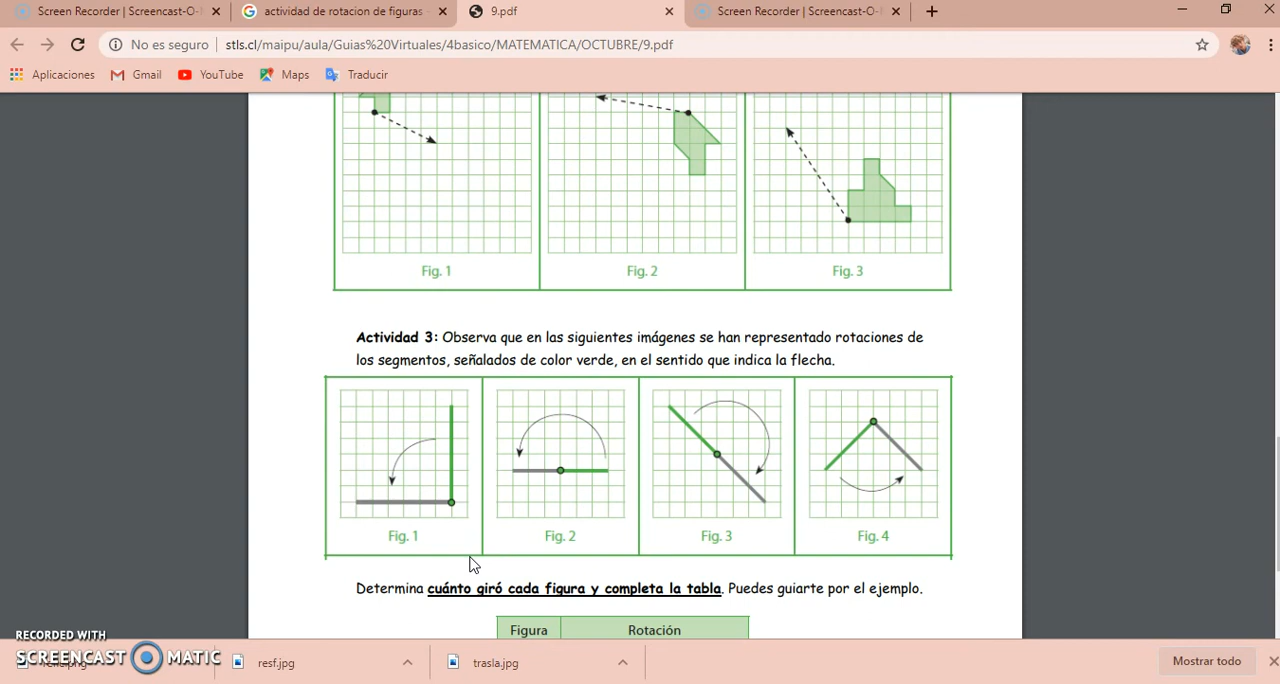 Screen Recorder | Screencast-O-
actividad de rotacion de figuras -
9.pdf
Screen Recorder | Screencast-O-
No es seguro
stls.cl/maipu/aula/Guias%20Virtuales/4basico/MATEMATICA/OCTUBRE/9.pdf
Aplicaciones
Gmail
YouTube
Maps
Traducir
Fig. 1
Fig. 2
Fig. 3
Actividad 3: Observa que en las siguientes imágenes se han representado rotaciones de
los segmentos, señalados de color verde, en el sentido que indica la flecha.
Fig. 1
Fig. 2
Fig. 3
Fig. 4
Determina cuánto giró cada figura y completa la tabla. Puedes guiarte por el ejemplo.
Figura
Rotación
RECORDED WITH
SCREENCAST MATIC
resf.jpg
trasla.jpg
Mostrar todo